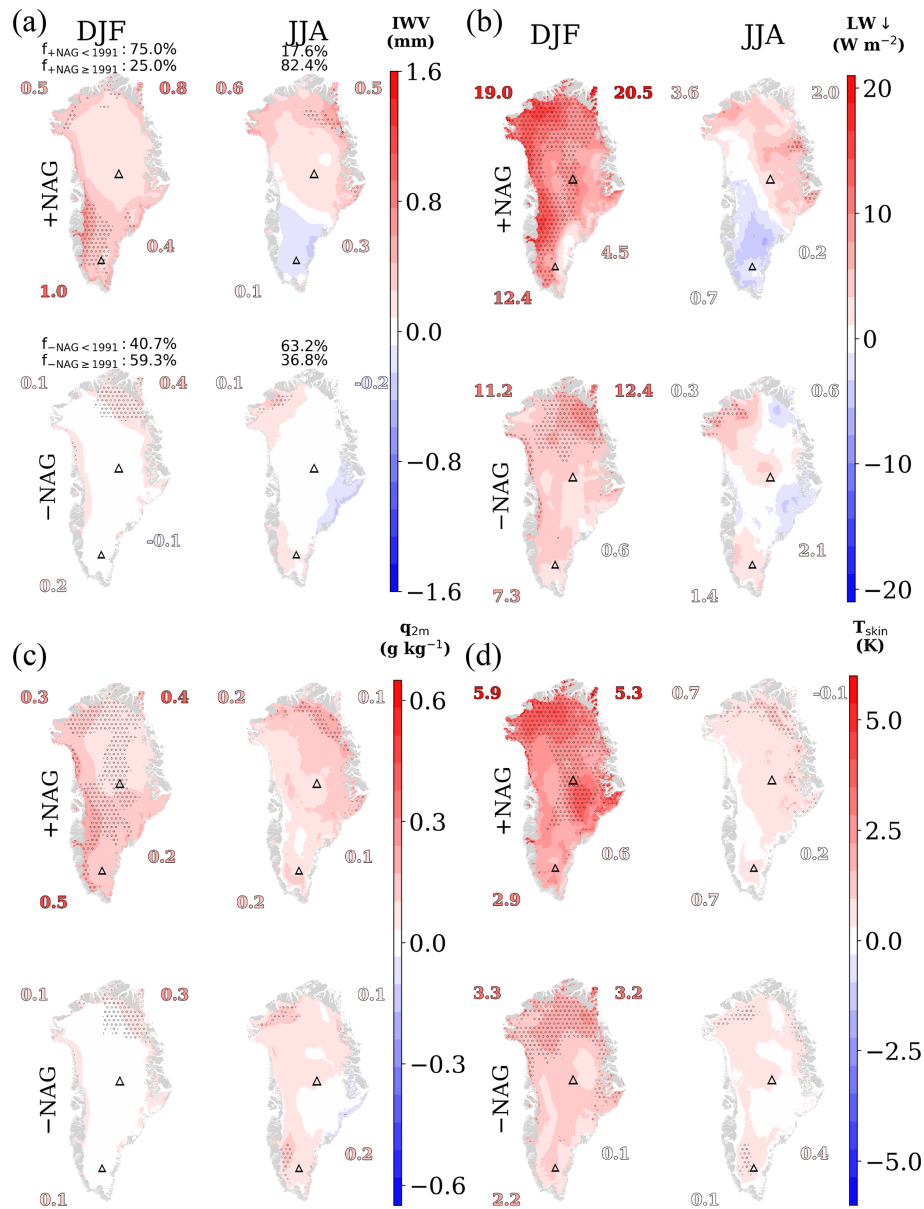 (a)
DJF
JJA
IWV
(mm)
f+NAG<1991 : 75.0%
17.6%
f+NAG≥1991 : 25.0%
82.4%
0.5
0.8
0.6
0.5
+NAG
0.4
0.3
1.0
0.1
f−NAG<1991 : 40.7%
63.2%
f−NAG≥1991 : 59.3%
36.8%
0.1
0.4
0.1
-0.2
−NAG
-0.1
0.2
1.6
0.8
0.0
−0.8
−1.6
(b)
DJF
JJA
LW ↓
(W m−2)
19.0
20.5
3.6
2.0
+NAG
4.5
0.2
12.4
0.7
11.2
12.4
0.3
0.6
−NAG
0.6
2.1
7.3
1.4
20
10
0
−10
−20
(c)
q2m
(g kg−1)
0.3
0.4
0.2
0.1
+NAG
0.2
0.1
0.5
0.2
0.1
0.3
0.1
−NAG
0.2
0.1
0.6
0.3
0.0
−0.3
−0.6
(d)
Tskin
(K)
5.9
5.3
0.7
-0.1
+NAG
0.6
0.2
2.9
0.7
3.3
3.2
−NAG
0.1
0.4
2.2
0.1
5.0
2.5
0.0
−2.5
−5.0